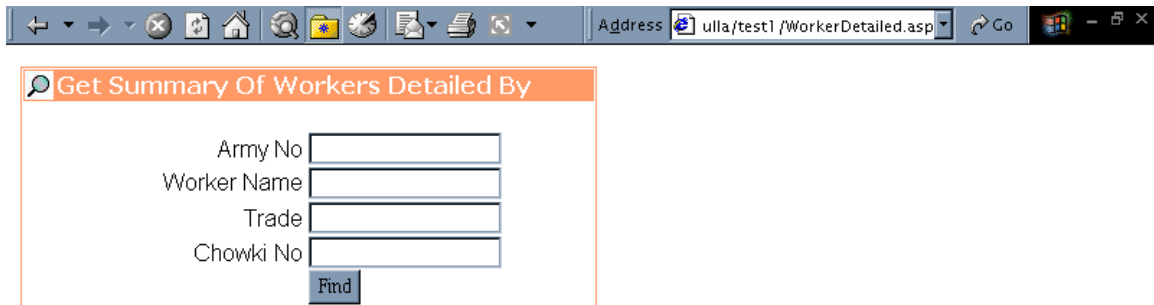 Address ulla/test1/WorkerDetailed.asp Go
Get Summary Of Workers Detailed By
Army No
Worker Name
Trade
Chowki No
Find